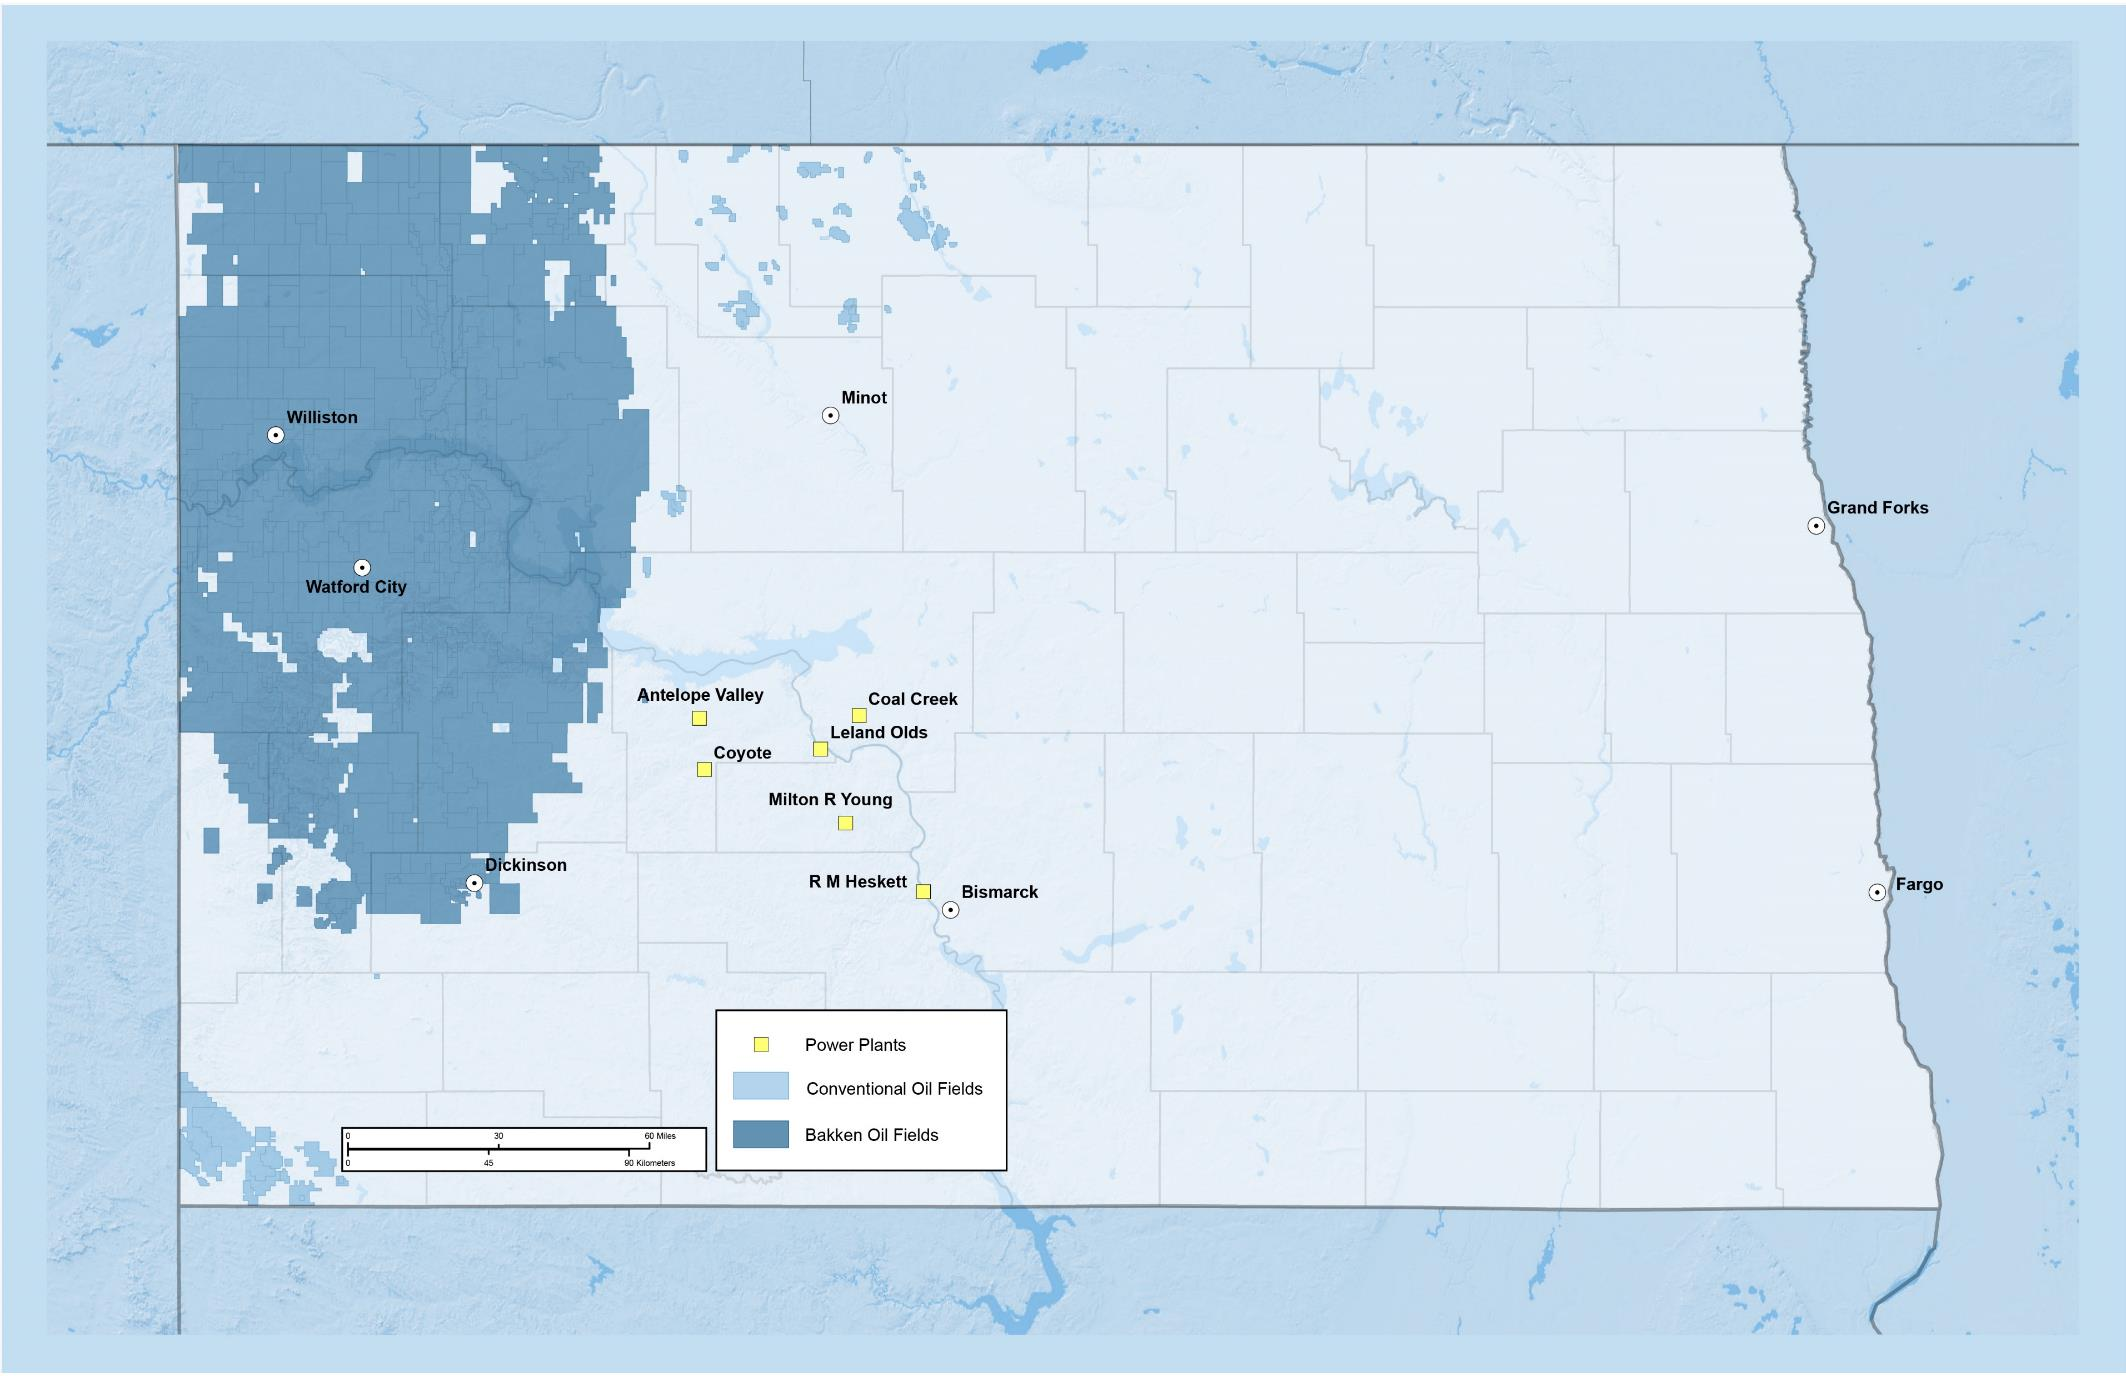 Minot
Williston
Grand Forks
Watford City
Antelope Valley
Coal Creek
Leland Olds
Coyote
Milton R Young
Dickinson
R M Heskett
Bismarck
Fargo
Power Plants
Conventional Oil Fields
Bakken Oil Fields
0 30 60 Miles
0 45 90 Kilometers